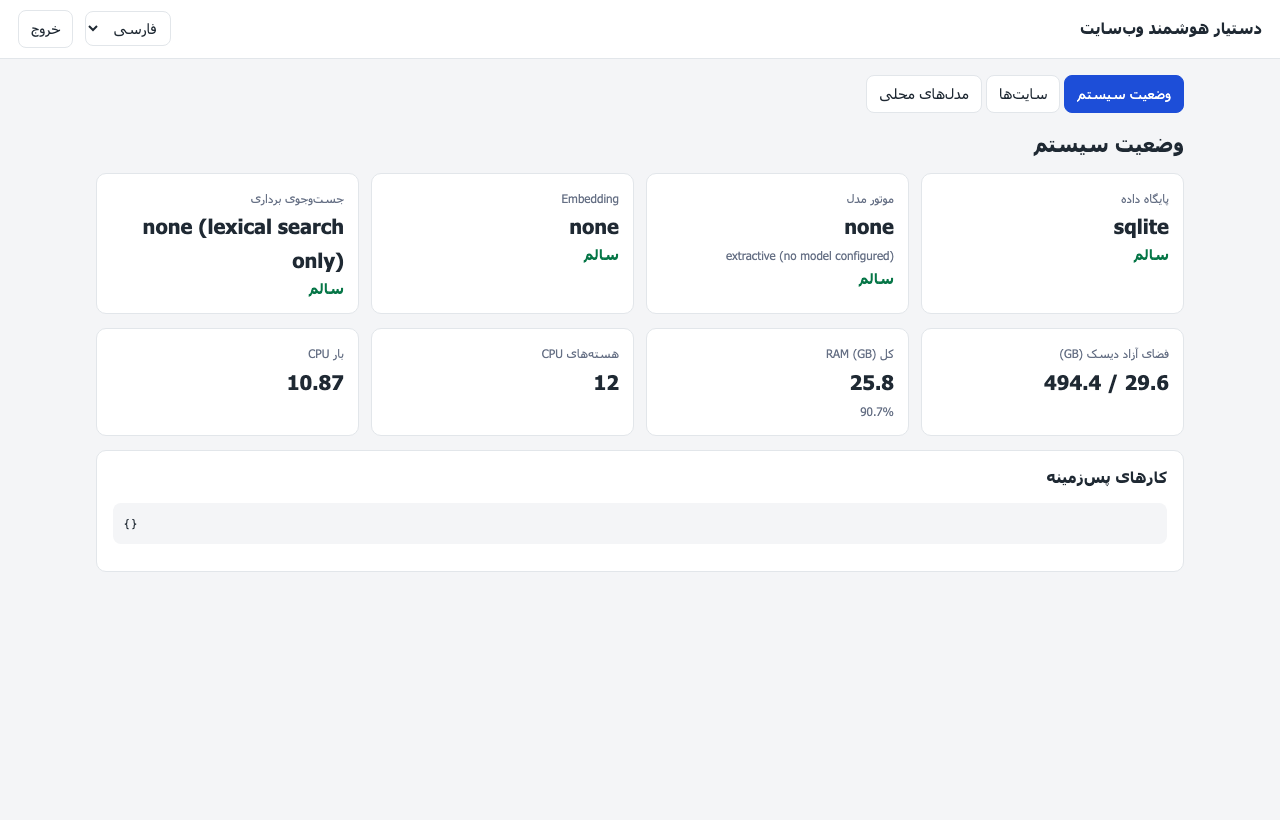 دستیار هوشمند وب‌سایت
فارسی
خروج
وضعیت سیستم
سایت‌ها
مدل‌های محلی
وضعیت سیستم
پایگاه داده
sqlite
سالم
موتور مدل
none
extractive (no model configured)
سالم
Embedding
none
سالم
جست‌وجوی برداری
none (lexical search
only)
سالم
فضای آزاد دیسک (GB)
494.4 / 29.6
کل RAM (GB)
25.8
90.7%
هسته‌های CPU
12
بار CPU
10.87
کارهای پس‌زمینه
{}